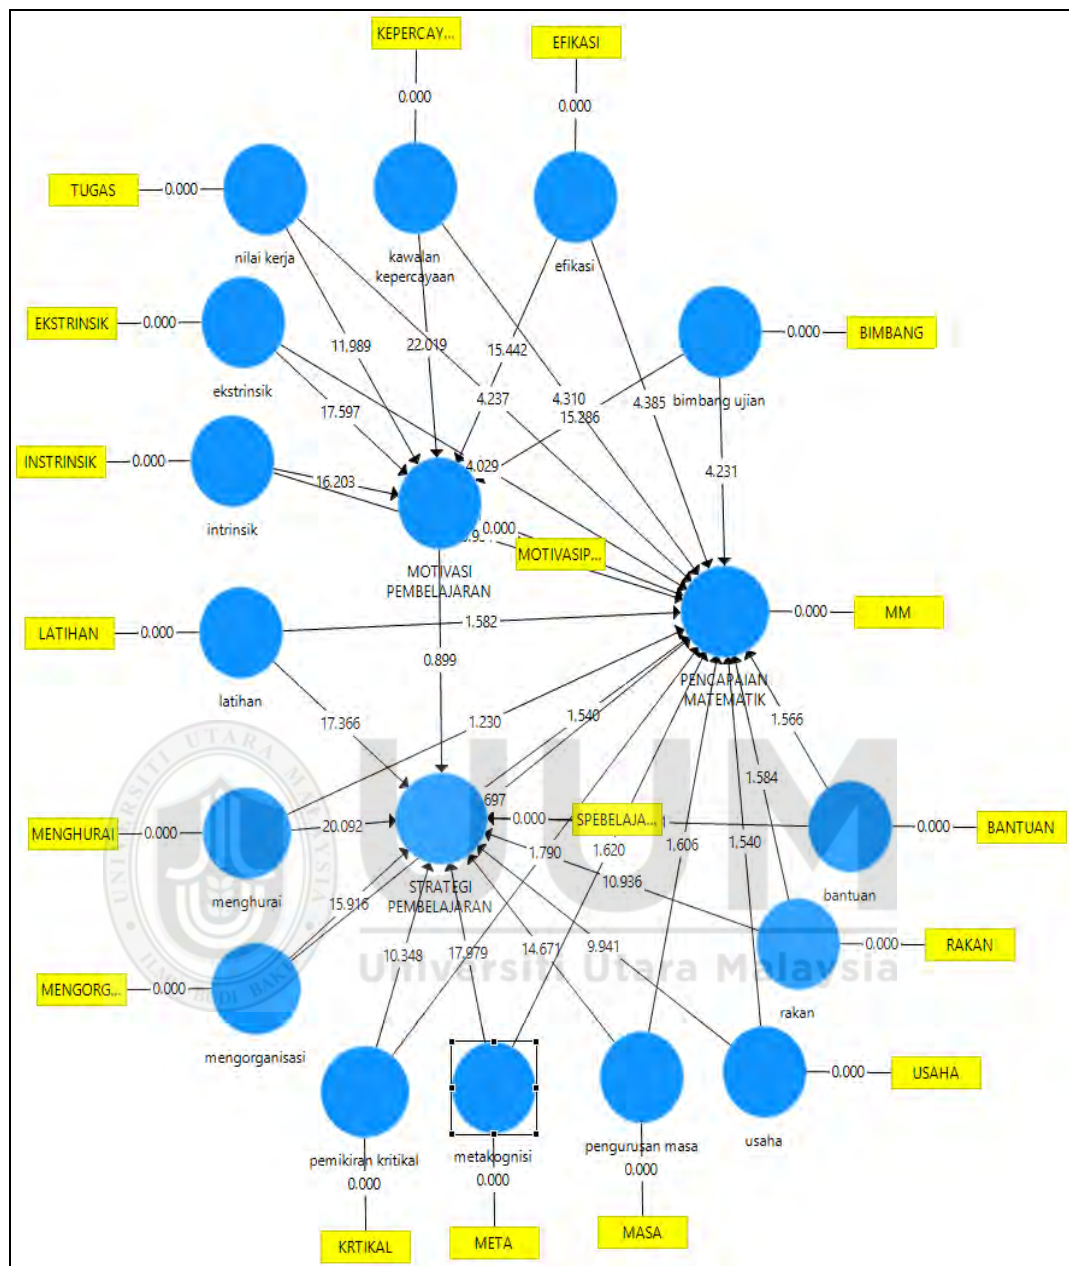 KEPERCAY...
EFIKASI
0.000
0.000
TUGAS
0.000
nilai kerja
kawalan
kepercayaan
efikasi
EKSTRINSIK
0.000
ekstrinsik
0.000
BIMBANG
bimbang ujian
11.989
22.019
15.442
4.237
4.310
15.286
4.385
17.597
INSTRINSIK
0.000
intrinsik
16.203
4.029
4.231
0.000
MOTIVASIP...
MOTIVASI
PEMBELAJARAN
LATIHAN
0.000
latihan
1.582
0.000
MM
PENCAPAIAN
MATEMATIK
0.899
17.366
1.230
1.540
1.566
1.584
UNIVERSITI UTARA MALAYSIA
UUM
MENGHURAI
0.000
menghurai
20.092
697
0.000
SPEBELAJA...
0.000
BANTUAN
bantuan
1.790
1.620
1.606
1.540
STRATEGI
PEMBELAJARAN
15.916
10.936
10.348
17.979
14.671
9.941
0.000
RAKAN
rakan
Universiti Utara Malaysia
BUDI
MENGORG...
0.000
mengorganisasi
0.000
USAHA
usaha
pemikiran kritikal
metakognisi
pengurusan masa
0.000
0.000
0.000
KRTIKAL
META
MASA